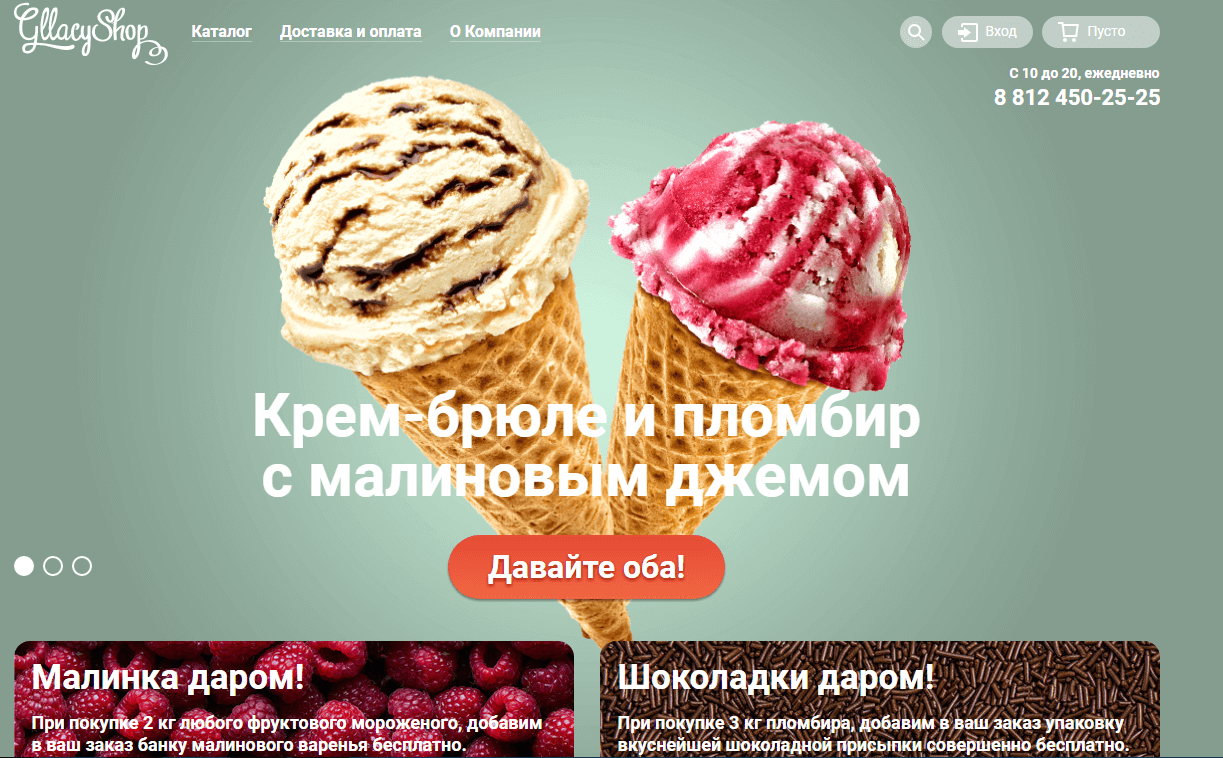 GllacyShop
Каталог
Доставка и оплата
О Компании
Вход
Пусто
С 10 до 20, ежедневно
8 812 450-25-25
Крем-брюле и пломбир
с малиновым джемом
Давайте оба!
Малинка даром!
При покупке 2 кг любого фруктового мороженого, добавим
в ваш заказ банку малинового варенья бесплатно.
Шоколадки даром!
При покупке 3 кг пломбира, добавим в ваш заказ упаковку
вкуснейшей шоколадной присыпки совершенно бесплатно.